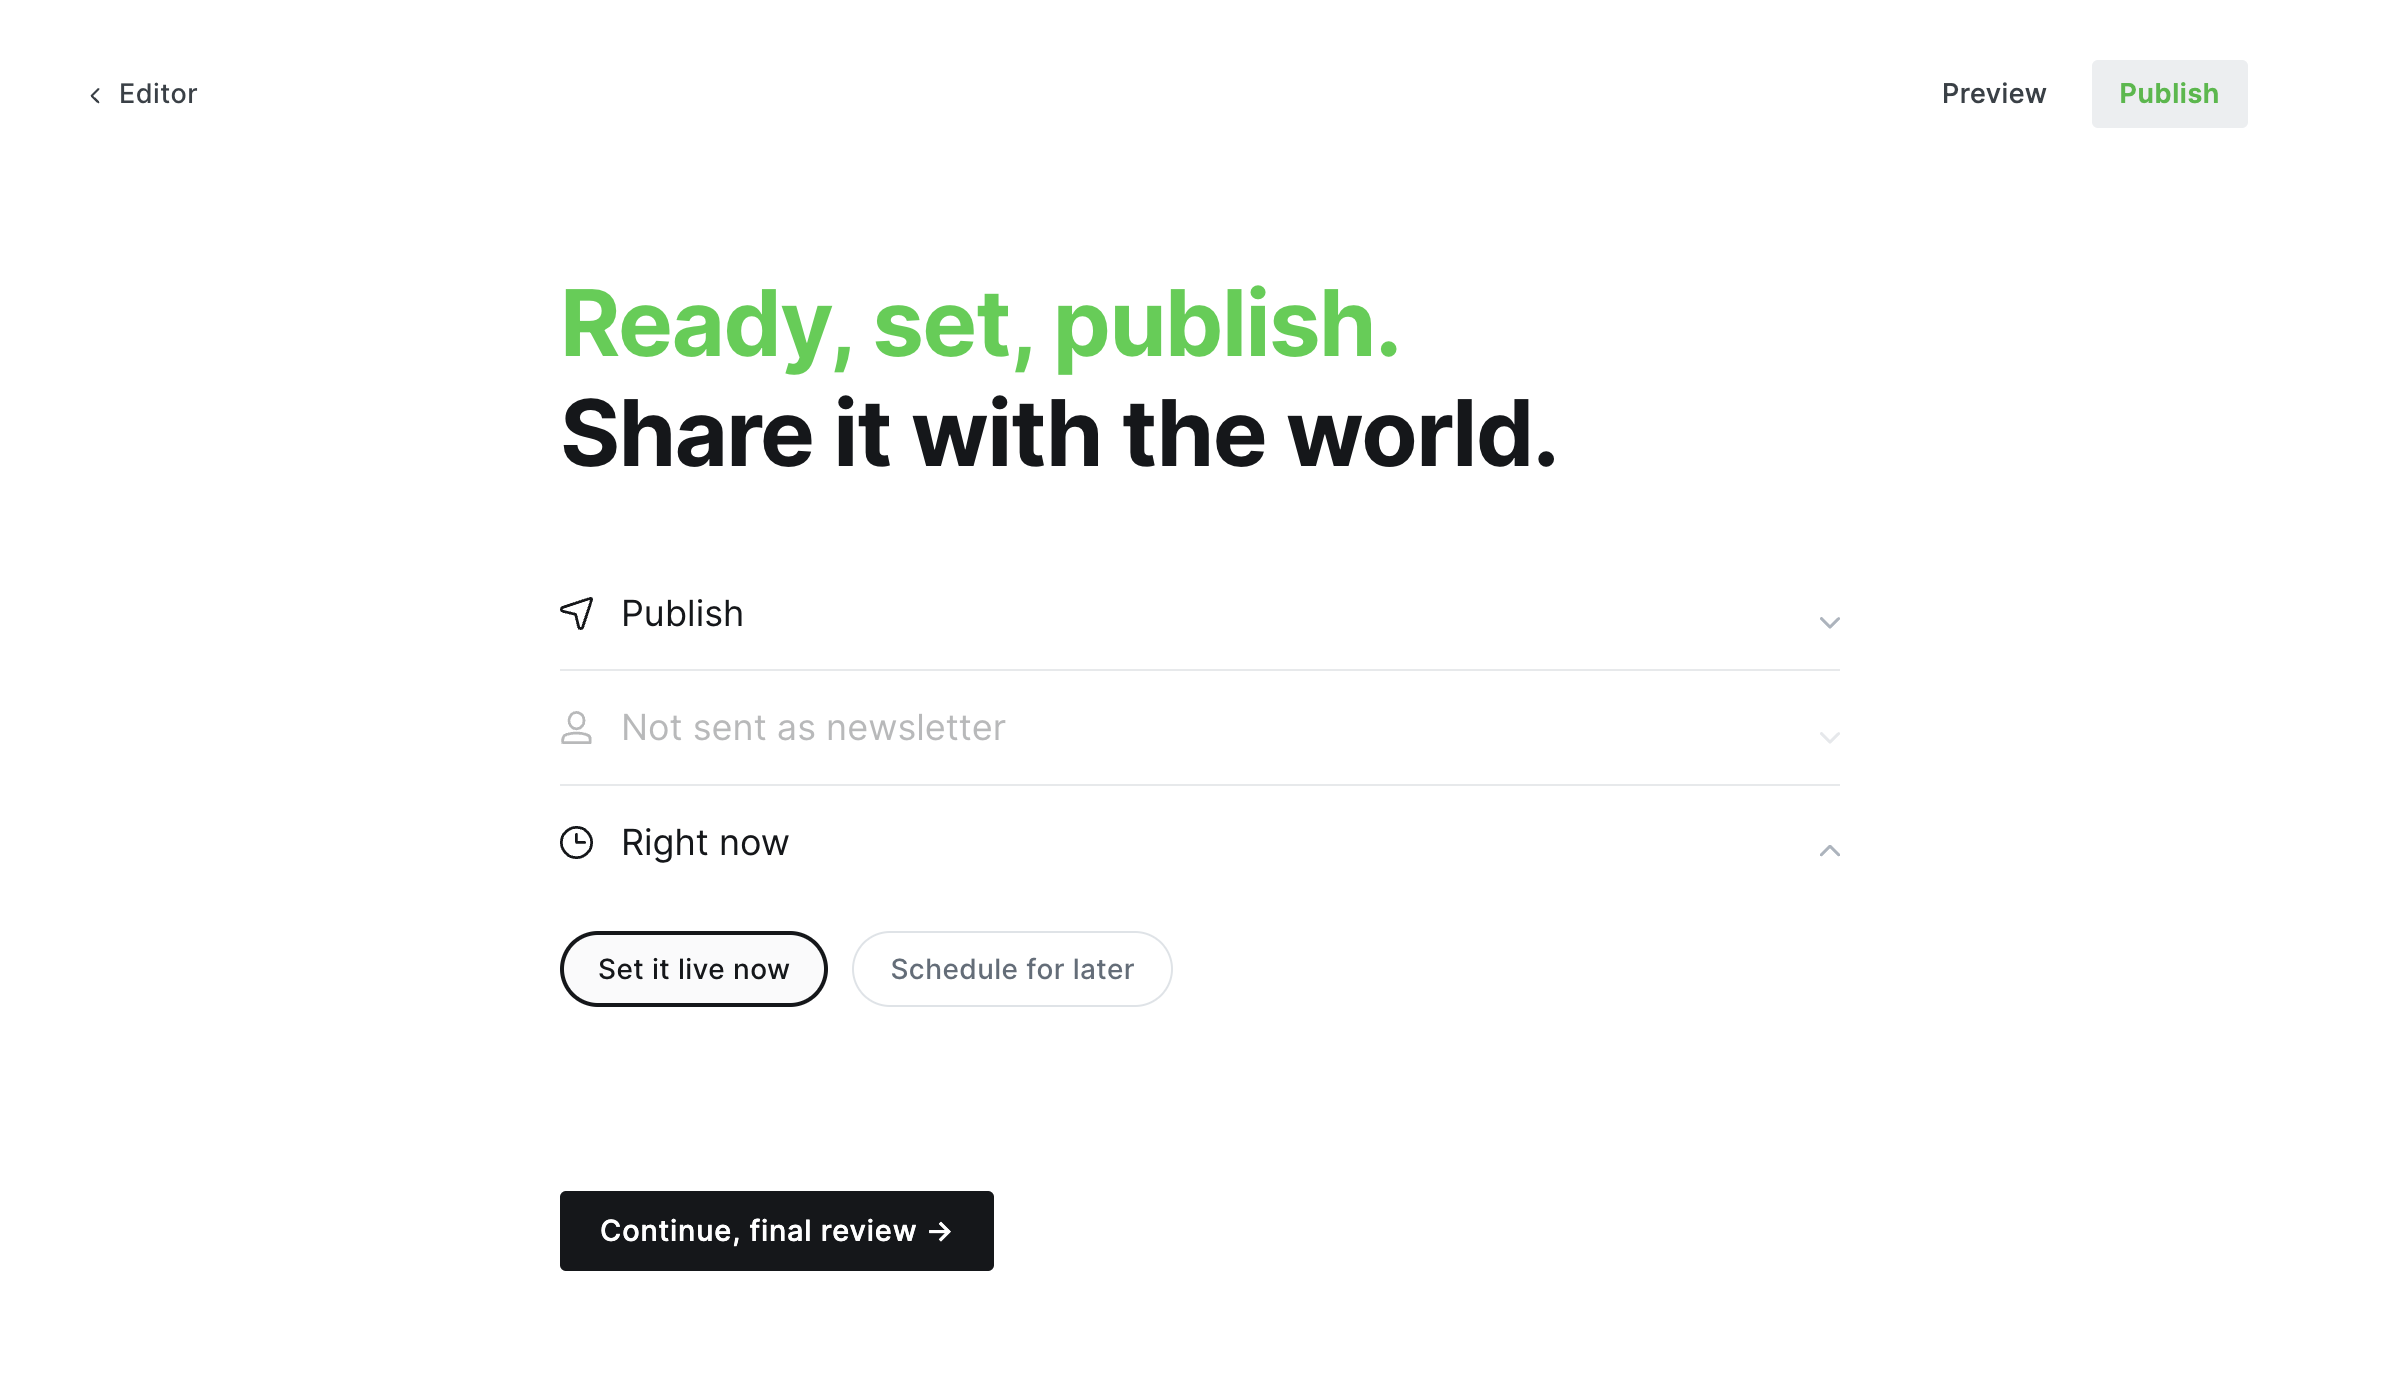 Editor
Preview
Publish
Ready, set, publish.
Share it with the world.
Publish
Not sent as newsletter
Right now
Set it live now
Schedule for later
Continue, final review →